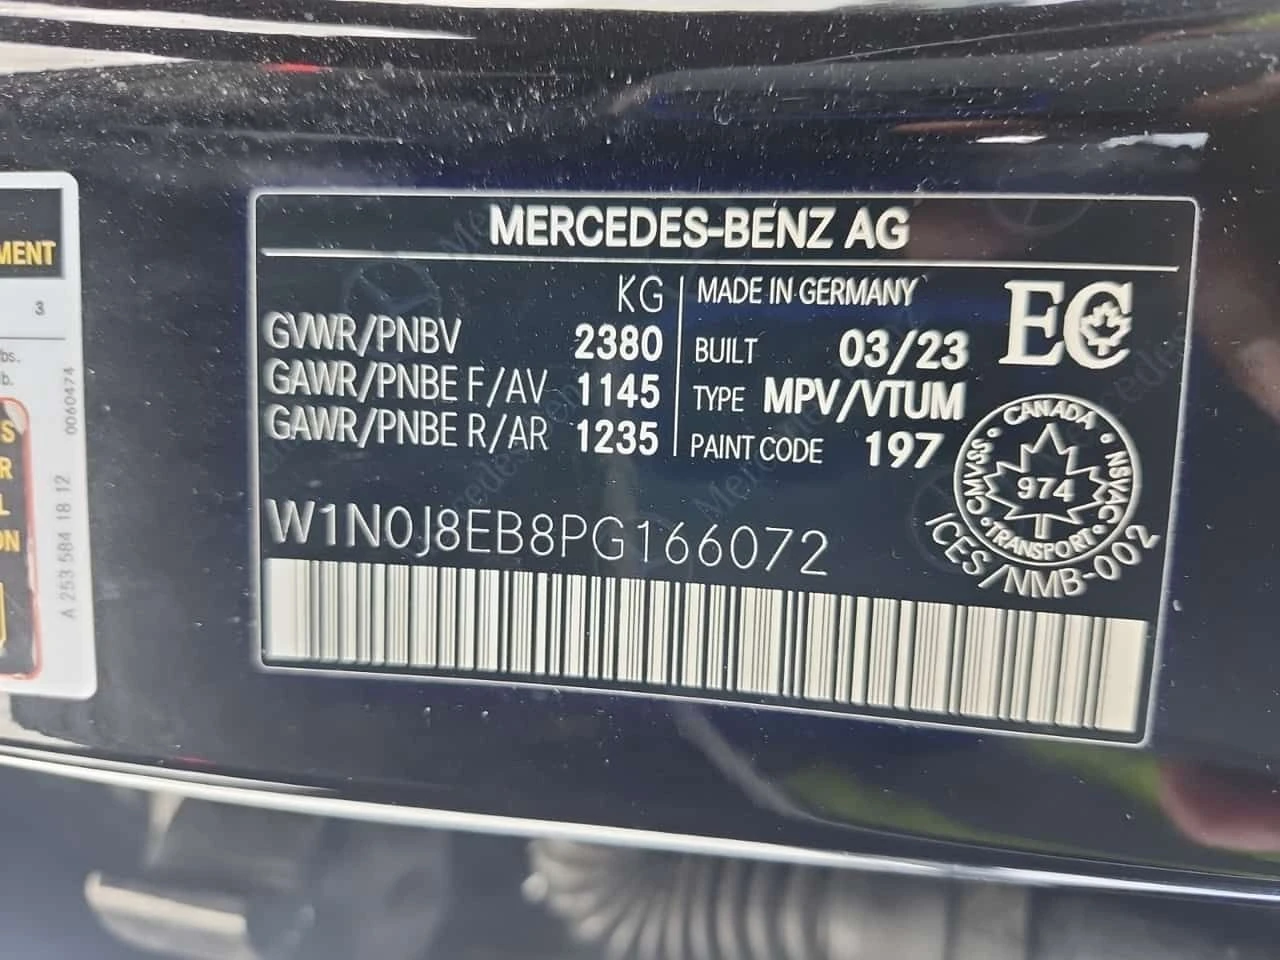 MERCEDES-BENZ AG
KG
GVWR/PNBV 2380
GAWR/PNBE F/AV 1145
GAWR/PNBE R/AR 1235
MADE IN GERMANY
BUILT 03/23
TYPE MPV/VTUM
PAINT CODE 197
EC
CANADA
CMVSS
NSVAC
974
TRANSPORT
ICES/NMB-002
W1N0J8EB8PG166072
MENT
3
bs.
b.
S
R
L
ON
A 253 584 18 12
0060474